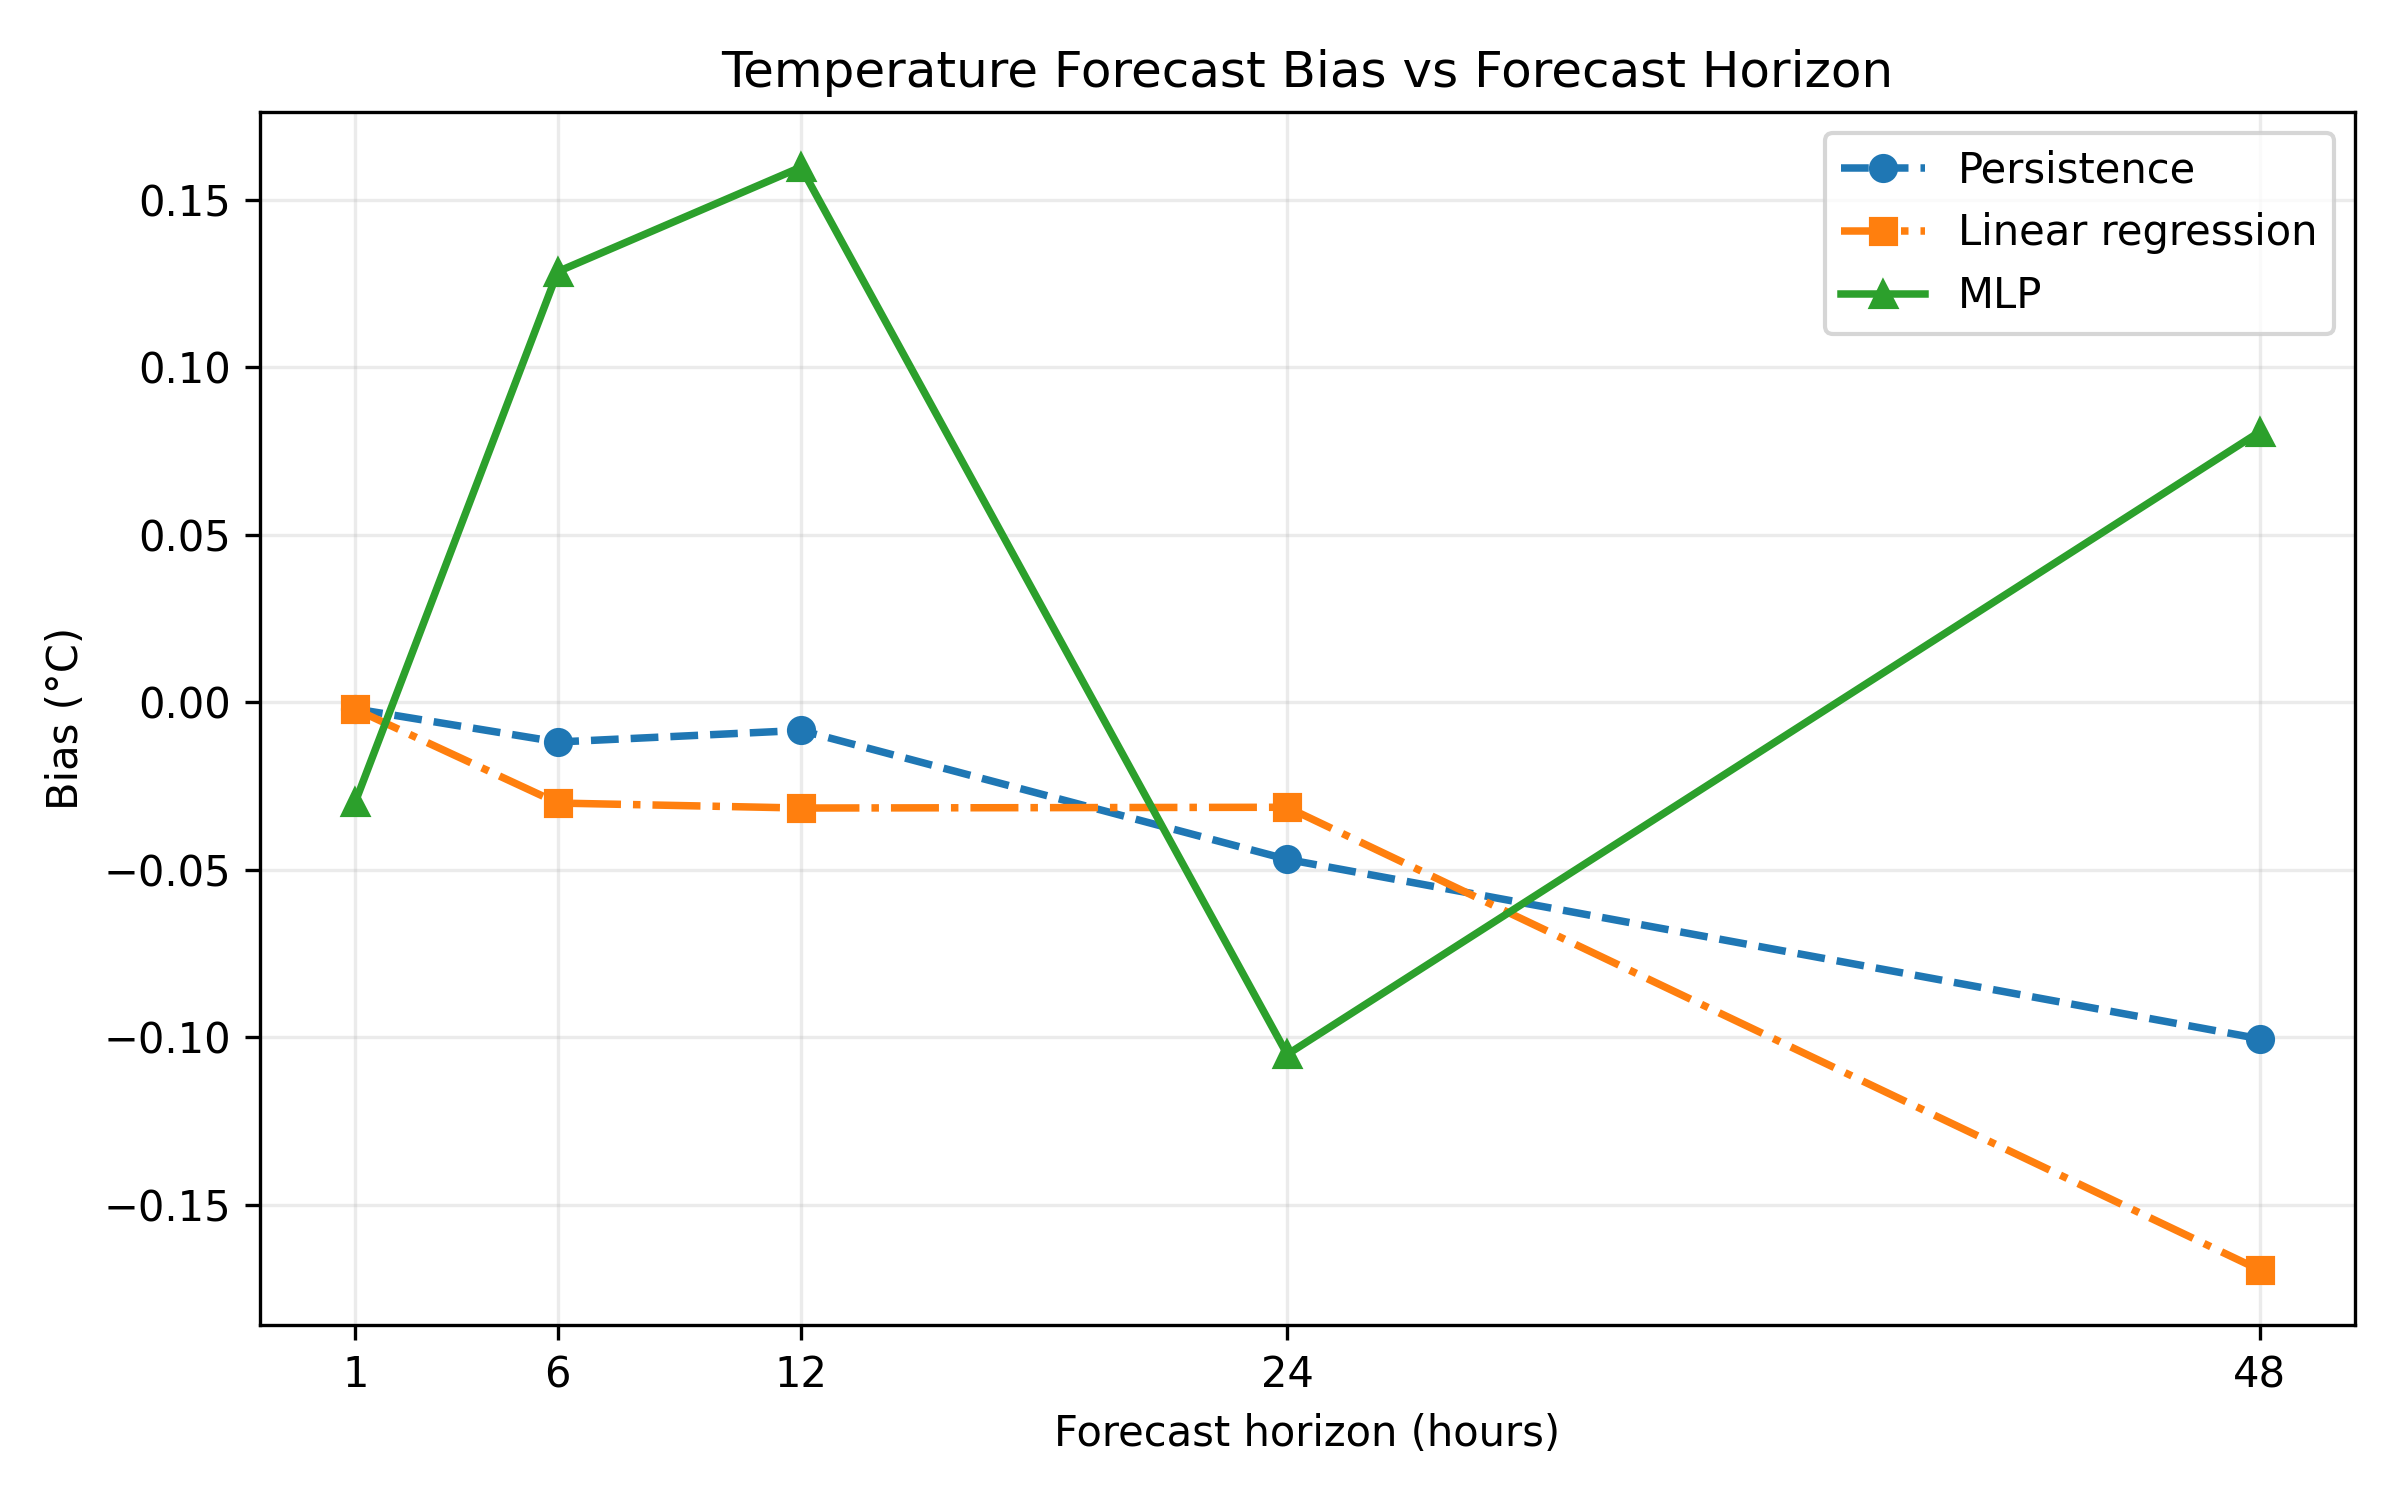 Temperature Forecast Bias vs Forecast Horizon
Persistence
Linear regression
MLP
0.15
0.10
0.05
0.00
−0.05
−0.10
−0.15
Bias (°C)
1 6 12 24 48
Forecast horizon (hours)